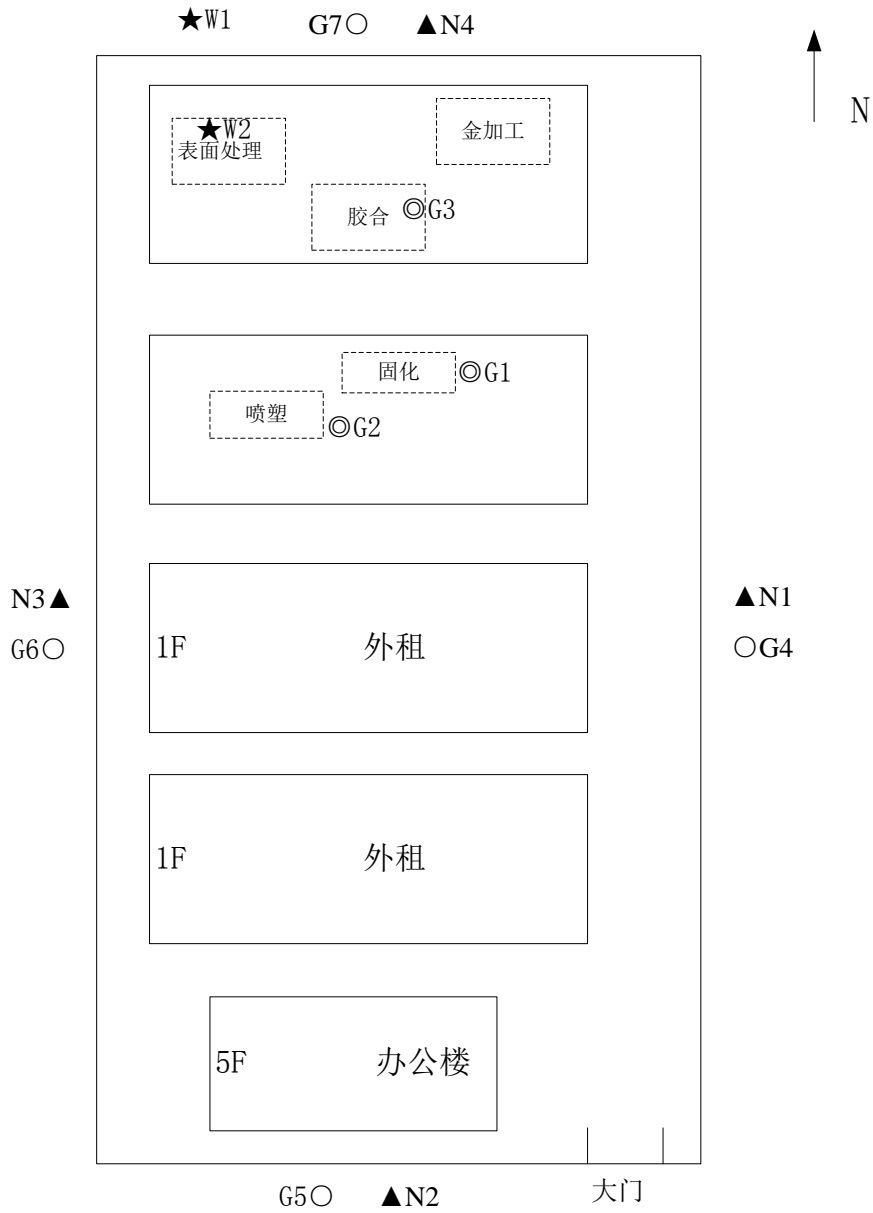 ★W1 G7○ ▲N4
N
★W2
表面处理
金加工
胶合 ◎G3
固化 ◎G1
喷塑 ◎G2
N3▲ ▲N1
G6○ 1F 外租 ○G4
1F 外租
5F 办公楼
G5○ ▲N2 大门